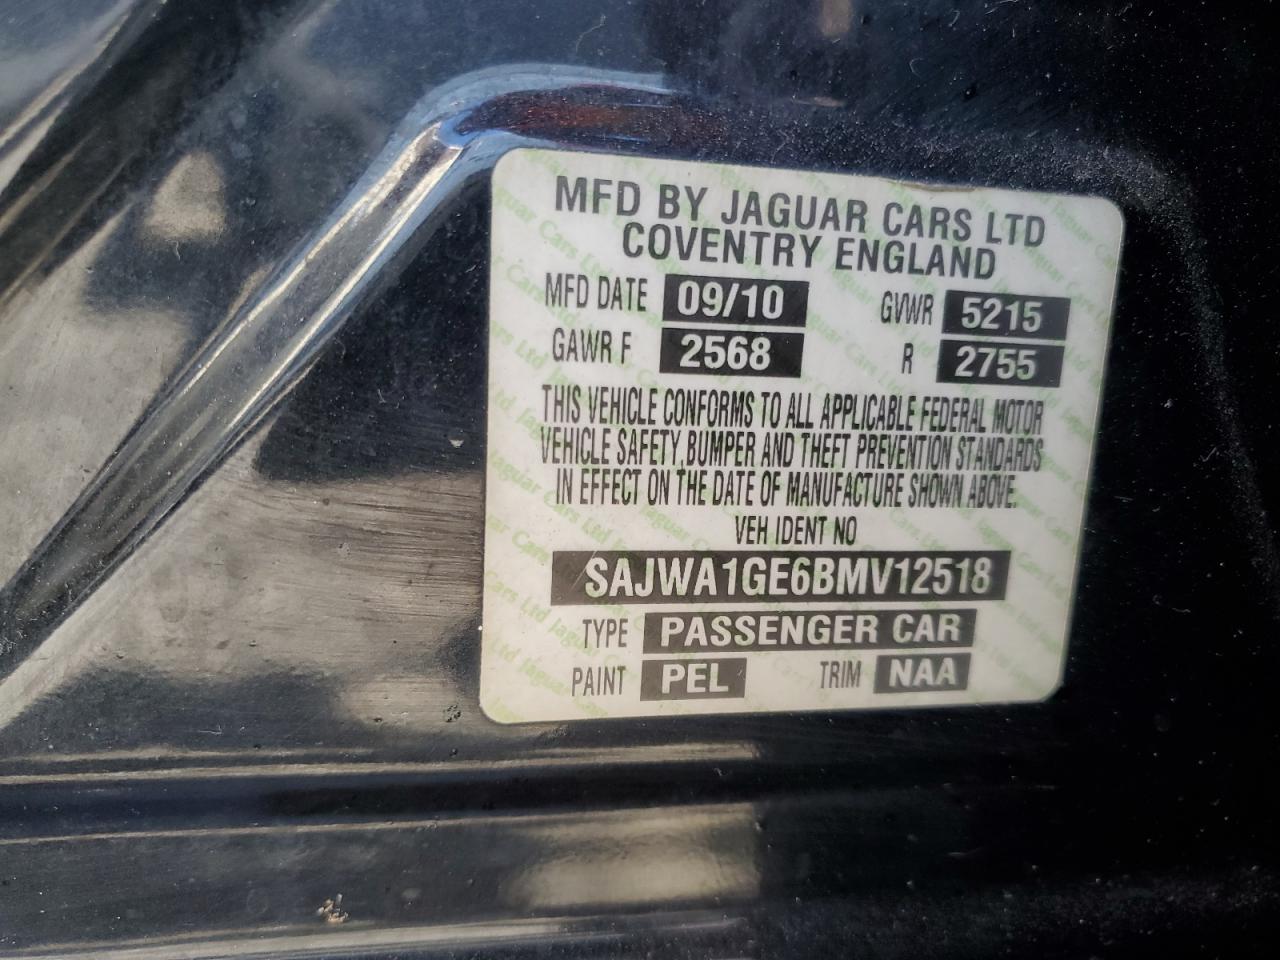 MFD BY JAGUAR CARS LTD
COVENTRY ENGLAND
MFD DATE 09/10 GVWR 5215
GAWR F 2568 R 2755
THIS VEHICLE CONFORMS TO ALL APPLICABLE FEDERAL MOTOR
VEHICLE SAFETY, BUMPER AND THEFT PREVENTION STANDARDS
IN EFFECT ON THE DATE OF MANUFACTURE SHOWN ABOVE.
VEH IDENT NO
SAJWA1GE6BMV12518
TYPE PASSENGER CAR
PAINT PEL TRIM NAA